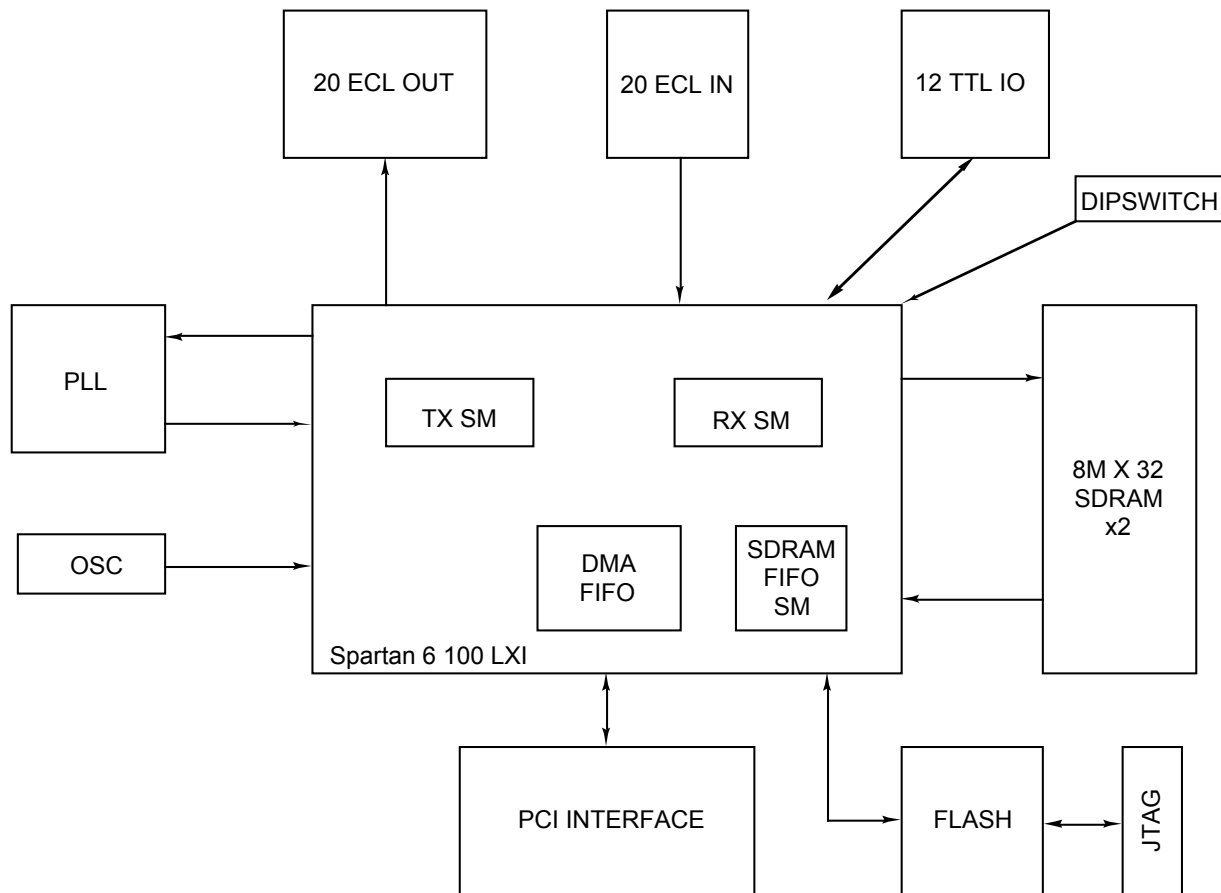 20 ECL OUT
20 ECL IN
12 TTL IO
DIPSWITCH
PLL
TX SM
RX SM
8M X 32
SDRAM
x2
OSC
DMA
FIFO
SDRAM
FIFO
SM
Spartan 6 100 LXI
PCI INTERFACE
FLASH
JTAG